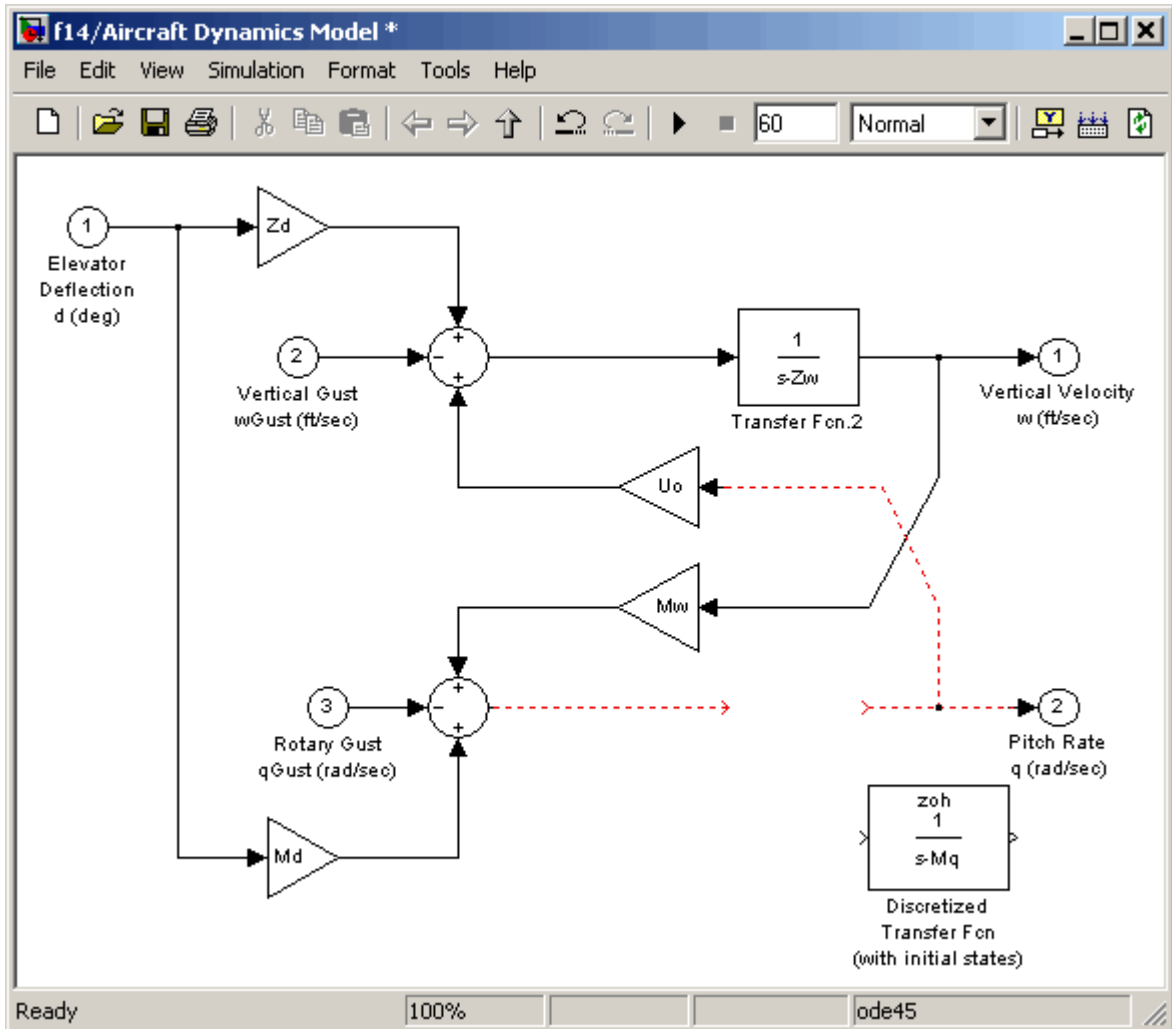 f14/Aircraft Dynamics Model *
File Edit View Simulation Format Tools Help
60 Normal
1
Elevator
Deflection
d (deg)
Zd
2
Vertical Gust
wGust (ft/sec)
+
-
+
1
s-Zw
Transfer Fcn.2
1
Vertical Velocity
w (ft/sec)
Uo
Mw
3
Rotary Gust
qGust (rad/sec)
+
-
+
2
Pitch Rate
q (rad/sec)
Md
zoh
1
s-Mq
Discretized
Transfer Fcn
(with initial states)
Ready 100% ode45